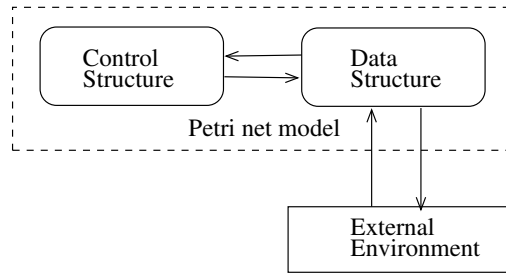 Control
Structure
Data
Structure
Petri net model
External
Environment